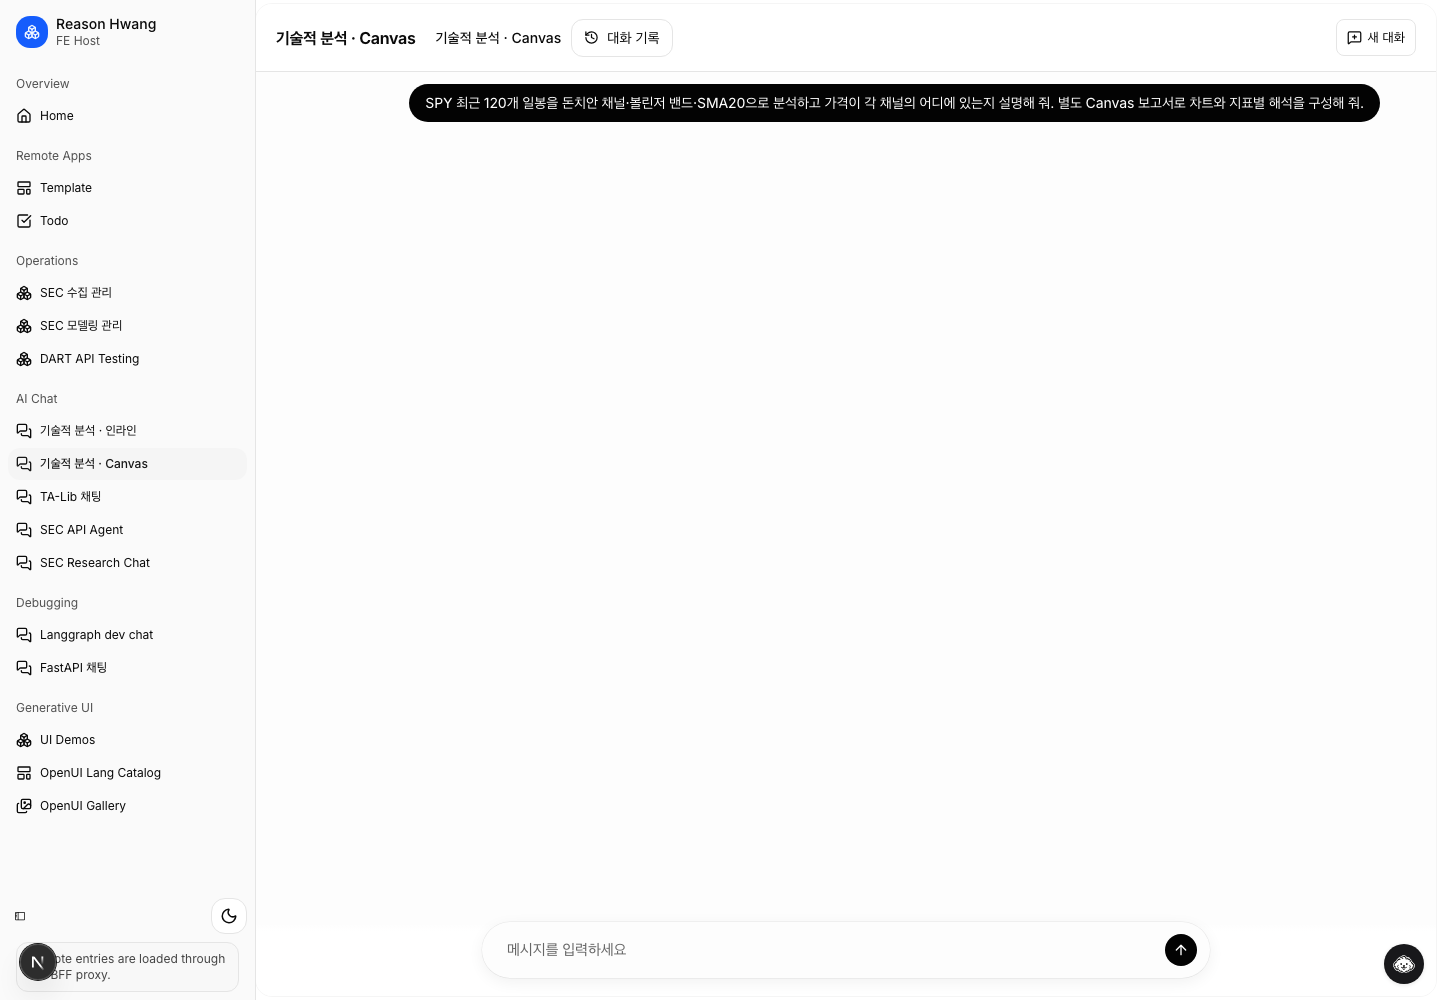 Reason Hwang
FE Host
Overview
Home
Remote Apps
Template
Todo
Operations
SEC 수집 관리
SEC 모델링 관리
DART API Testing
AI Chat
기술적 분석 · 인라인
기술적 분석 · Canvas
TA-Lib 채팅
SEC API Agent
SEC Research Chat
Debugging
Langgraph dev chat
FastAPI 채팅
Generative UI
UI Demos
OpenUI Lang Catalog
OpenUI Gallery
entries are loaded through
BFF proxy.
N
기술적 분석 · Canvas
기술적 분석 · Canvas
대화 기록
새 대화
SPY 최근 120개 일봉을 돈치안 채널·볼린저 밴드·SMA20으로 분석하고 가격이 각 채널의 어디에 있는지 설명해 줘. 별도 Canvas 보고서로 차트와 지표별 해석을 구성해 줘.
메시지를 입력하세요